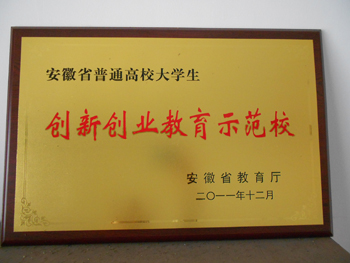 安徽省普通高校大学生
创新创业教育示范校
安徽省教育厅
二〇一一年十二月